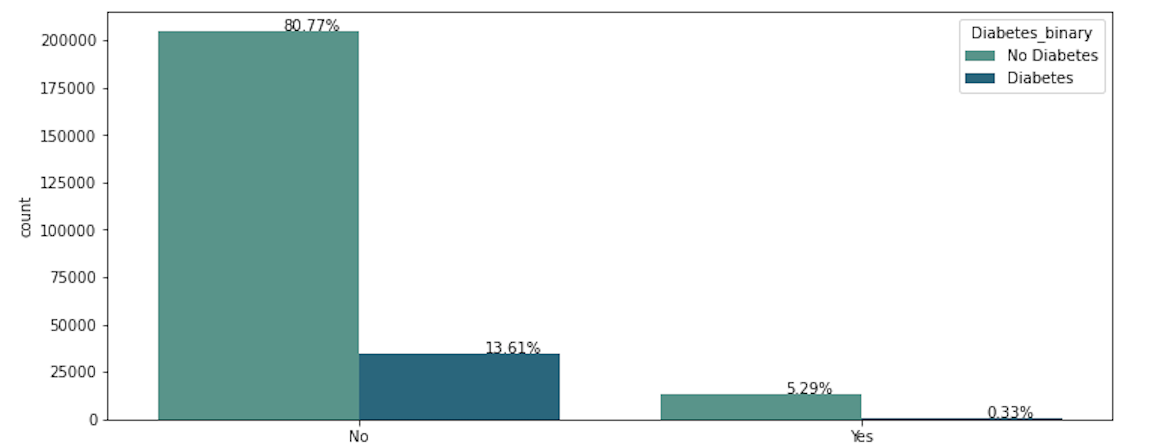 80.77%
Diabetes_binary
No Diabetes
Diabetes
200000
175000
150000
125000
100000
75000
50000
25000
0
count
13.61%
5.29%
0.33%
No
Yes